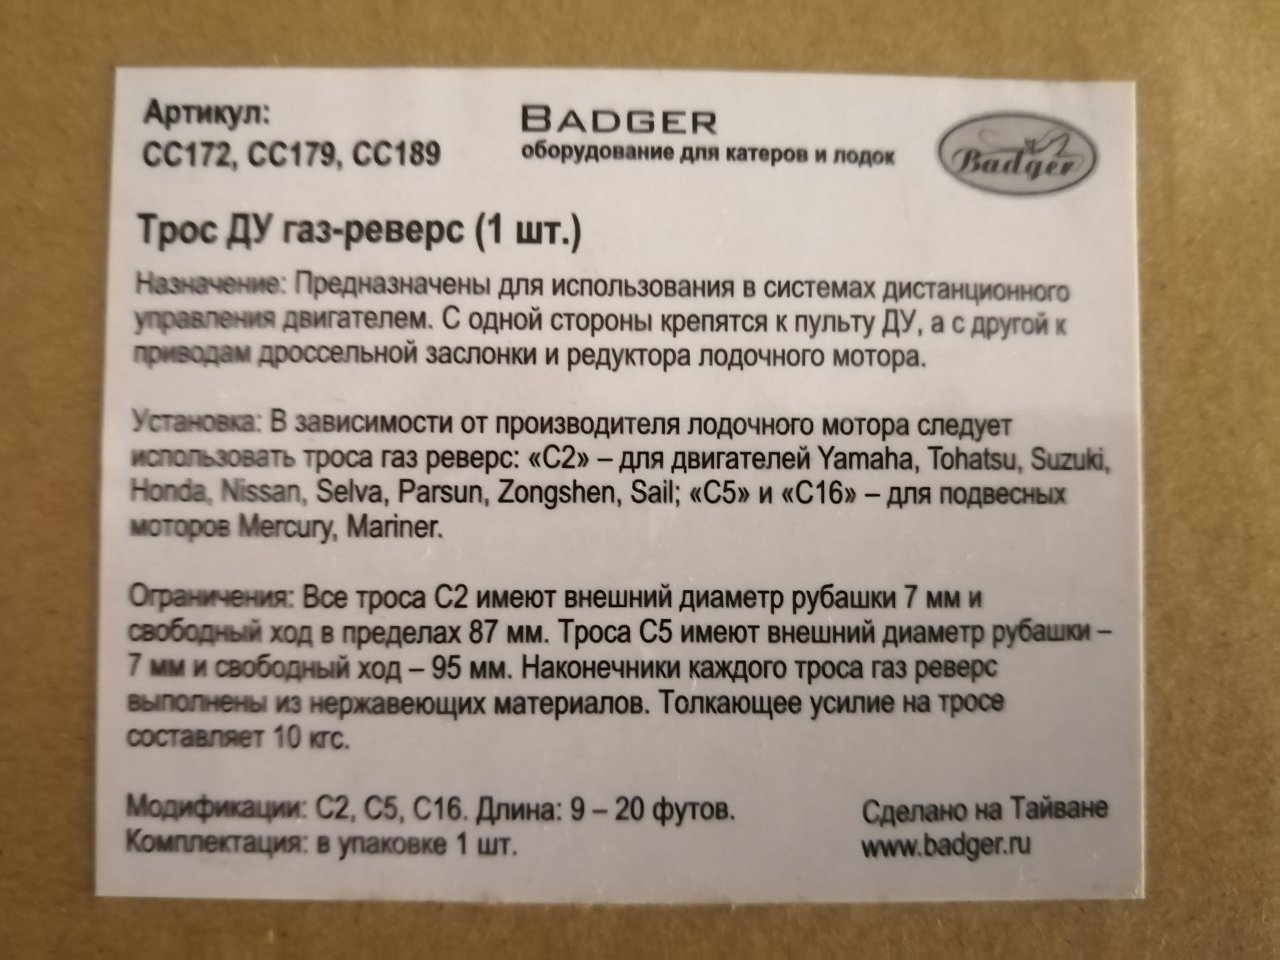 Артикул:
CC172, CC179, CC189
BADGER
оборудование для катеров и лодок
Badger
Трос ДУ газ-реверс (1 шт.)
Назначение: Предназначены для использования в системах дистанционного
управления двигателем. С одной стороны крепятся к пульту ДУ, а с другой к
приводам дроссельной заслонки и редуктора лодочного мотора.
Установка: В зависимости от производителя лодочного мотора следует
использовать троса газ реверс: «С2» – для двигателей Yamaha, Tohatsu, Suzuki,
Honda, Nissan, Selva, Parsun, Zongshen, Sail; «С5» и «С16» – для подвесных
моторов Mercury, Mariner.
Ограничения: Все троса С2 имеют внешний диаметр рубашки 7 мм и
свободный ход в пределах 87 мм. Троса С5 имеют внешний диаметр рубашки –
7 мм и свободный ход – 95 мм. Наконечники каждого троса газ реверс
выполнены из нержавеющих материалов. Толкающее усилие на тросе
составляет 10 кгс.
Модификации: С2, С5, С16. Длина: 9 – 20 футов.
Комплектация: в упаковке 1 шт.
Сделано на Тайване
www.badger.ru